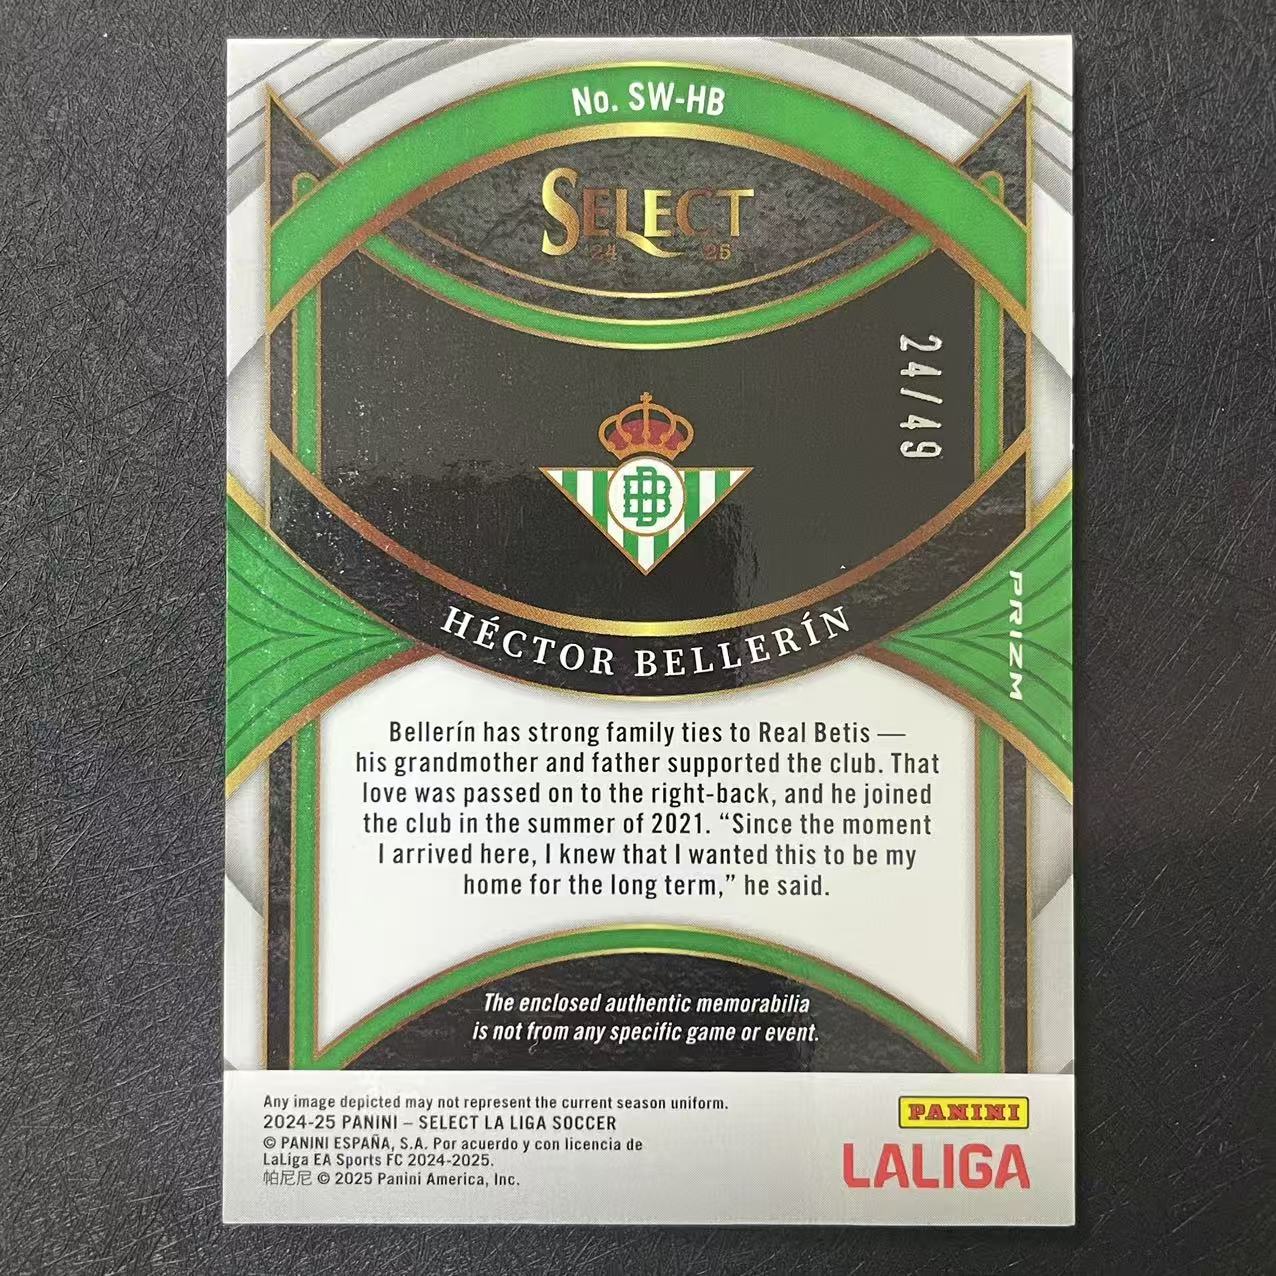 No. SW-HB
SELECT
24 25
24/49
HÉCTOR BELLERÍN
PRIZM
Bellerín has strong family ties to Real Betis —
his grandmother and father supported the club. That
love was passed on to the right-back, and he joined
the club in the summer of 2021. “Since the moment
I arrived here, I knew that I wanted this to be my
home for the long term,” he said.
The enclosed authentic memorabilia
is not from any specific game or event.
Any image depicted may not represent the current season uniform.
2024-25 PANINI – SELECT LA LIGA SOCCER
© PANINI ESPAÑA, S.A. Por acuerdo y con licencia de
LaLiga EA Sports FC 2024-2025.
帕尼尼 © 2025 Panini America, Inc.
PANINI
LALIGA